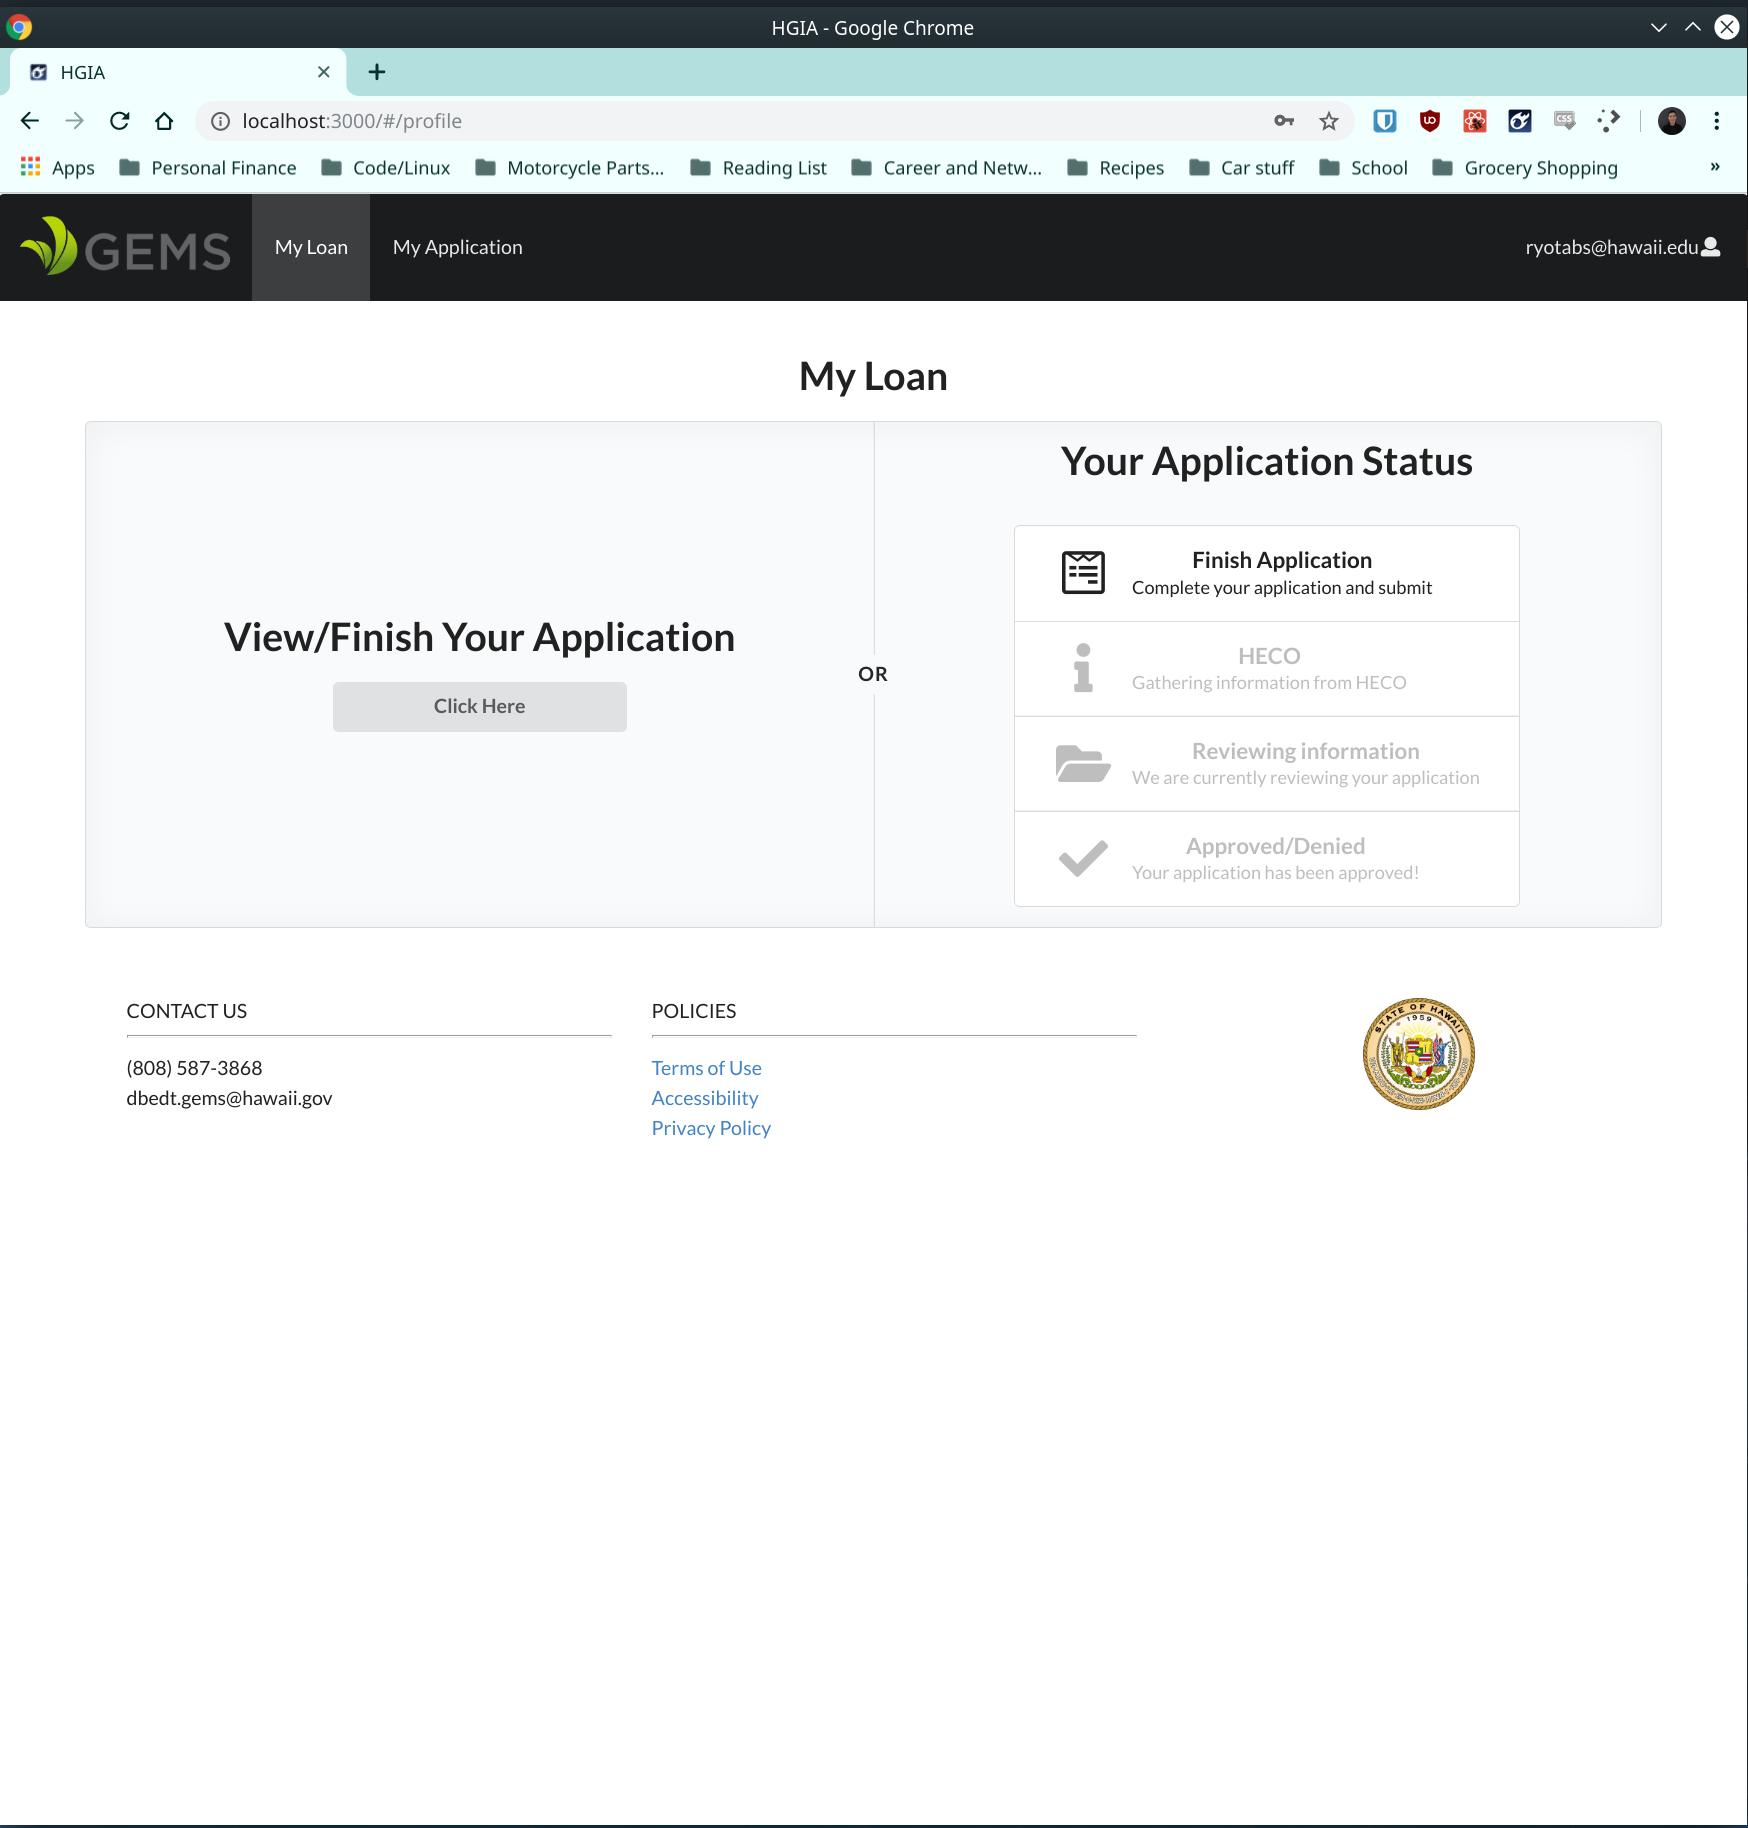 HGIA - Google Chrome
HGIA
localhost:3000/#/profile
Apps
Personal Finance
Code/Linux
Motorcycle Parts...
Reading List
Career and Netw...
Recipes
Car stuff
School
Grocery Shopping
»
GEMS
My Loan
My Application
ryotabs@hawaii.edu
My Loan
View/Finish Your Application
Click Here
OR
Your Application Status
Finish Application
Complete your application and submit
HECO
Gathering information from HECO
Reviewing information
We are currently reviewing your application
Approved/Denied
Your application has been approved!
CONTACT US
(808) 587-3868
dbedt.gems@hawaii.gov
POLICIES
Terms of Use
Accessibility
Privacy Policy
STATE OF HAWAII
1959